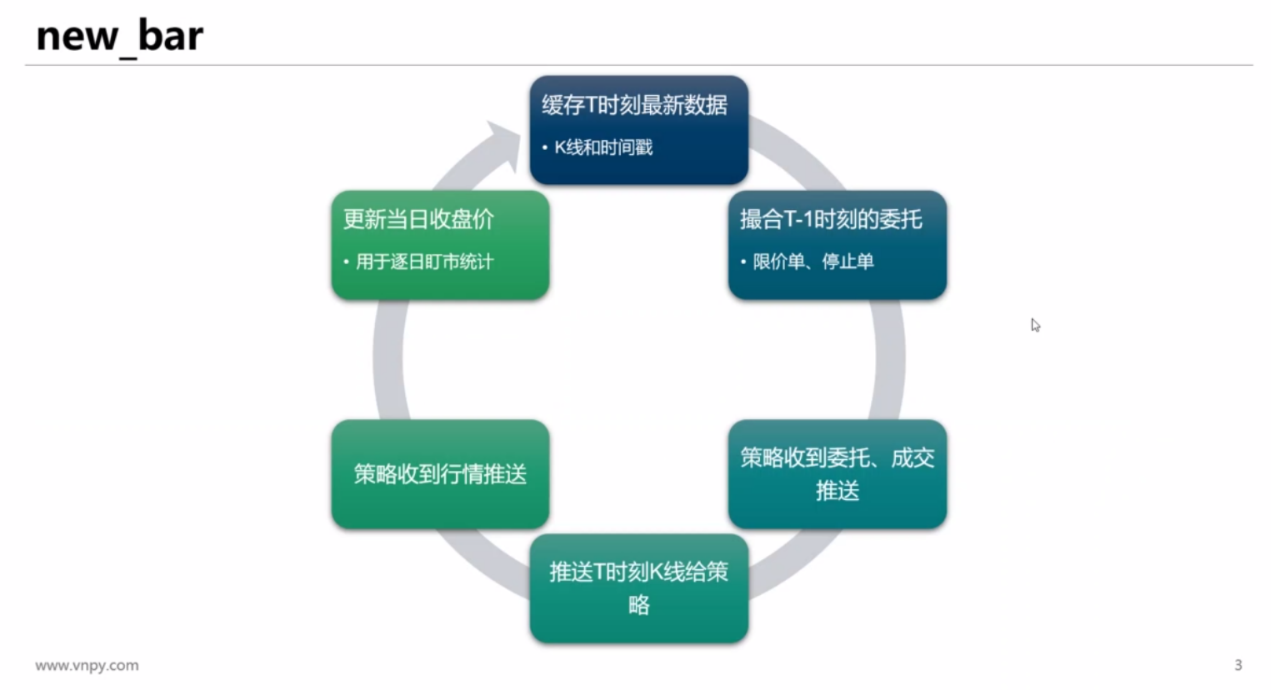 new_bar
缓存T时刻最新数据
• K线和时间戳
撮合T-1时刻的委托
• 限价单、停止单
策略收到委托、成交
推送
推送T时刻K线给策
略
策略收到行情推送
更新当日收盘价
• 用于逐日盯市统计
www.vnpy.com
3